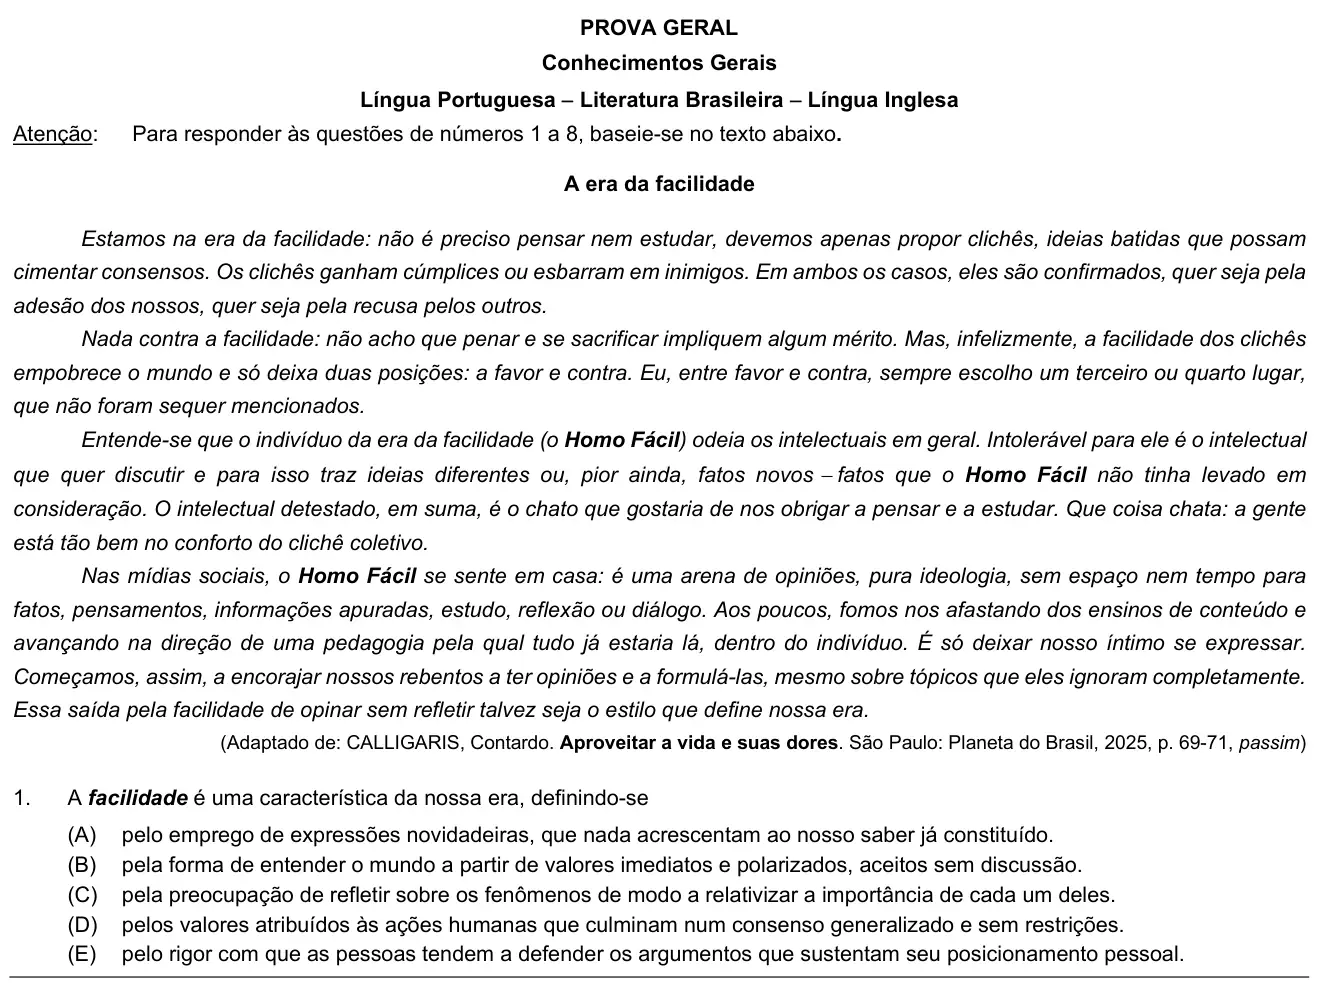 PROVA GERAL
Conhecimentos Gerais
Língua Portuguesa – Literatura Brasileira – Língua Inglesa
Atenção: Para responder às questões de números 1 a 8, baseie-se no texto abaixo.
A era da facilidade
Estamos na era da facilidade: não é preciso pensar nem estudar, devemos apenas propor clichês, ideias batidas que possam
cimentar consensos. Os clichês ganham cúmplices ou esbarram em inimigos. Em ambos os casos, eles são confirmados, quer seja pela
adesão dos nossos, quer seja pela recusa pelos outros.
Nada contra a facilidade: não acho que penar e se sacrificar impliquem algum mérito. Mas, infelizmente, a facilidade dos clichês
empobrece o mundo e só deixa duas posições: a favor e contra. Eu, entre favor e contra, sempre escolho um terceiro ou quarto lugar,
que não foram sequer mencionados.
Entende-se que o indivíduo da era da facilidade (o Homo Fácil) odeia os intelectuais em geral. Intolerável para ele é o intelectual
que quer discutir e para isso traz ideias diferentes ou, pior ainda, fatos novos – fatos que o Homo Fácil não tinha levado em
consideração. O intelectual detestado, em suma, é o chato que gostaria de nos obrigar a pensar e a estudar. Que coisa chata: a gente
está tão bem no conforto do clichê coletivo.
Nas mídias sociais, o Homo Fácil se sente em casa: é uma arena de opiniões, pura ideologia, sem espaço nem tempo para
fatos, pensamentos, informações apuradas, estudo, reflexão ou diálogo. Aos poucos, fomos nos afastando dos ensinos de conteúdo e
avançando na direção de uma pedagogia pela qual tudo já estaria lá, dentro do indivíduo. É só deixar nosso íntimo se expressar.
Começamos, assim, a encorajar nossos rebentos a ter opiniões e a formulá-las, mesmo sobre tópicos que eles ignoram completamente.
Essa saída pela facilidade de opinar sem refletir talvez seja o estilo que define nossa era.
(Adaptado de: CALLIGARIS, Contardo. Aproveitar a vida e suas dores. São Paulo: Planeta do Brasil, 2025, p. 69-71, passim)
1. A facilidade é uma característica da nossa era, definindo-se
(A) pelo emprego de expressões novidadeiras, que nada acrescentam ao nosso saber já constituído.
(B) pela forma de entender o mundo a partir de valores imediatos e polarizados, aceitos sem discussão.
(C) pela preocupação de refletir sobre os fenômenos de modo a relativizar a importância de cada um deles.
(D) pelos valores atribuídos às ações humanas que culminam num consenso generalizado e sem restrições.
(E) pelo rigor com que as pessoas tendem a defender os argumentos que sustentam seu posicionamento pessoal.